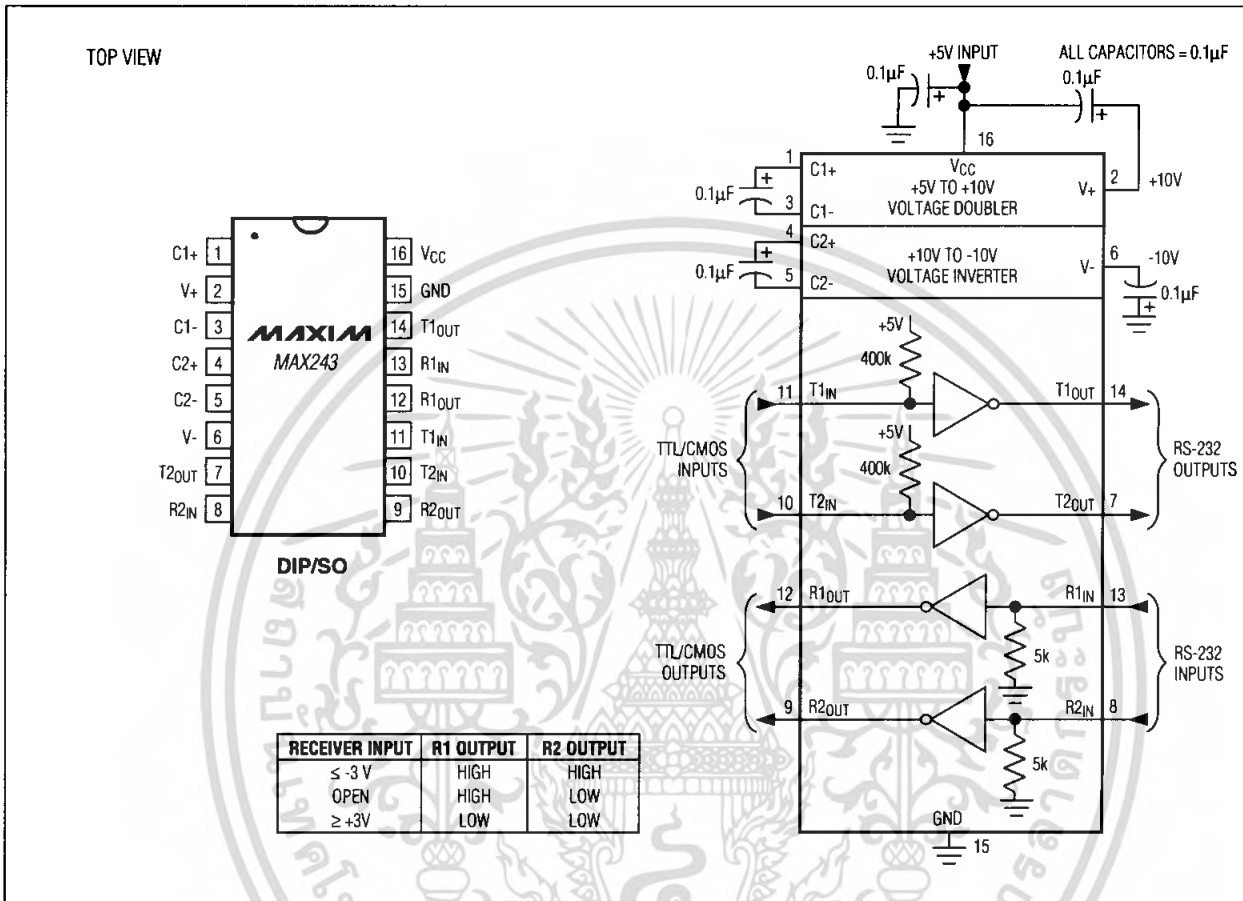 TOP VIEW
+5V INPUT
ALL CAPACITORS = 0.1µF
0.1µF
0.1µF
16
1
C1+
VCC
+5V TO +10V
VOLTAGE DOUBLER
V+
2
+10V
0.1µF
3
C1-
4
C2+
+10V TO -10V
VOLTAGE INVERTER
V-
6
-10V
0.1µF
5
C2-
0.1µF
C1+ 1
16 VCC
V+ 2
15 GND
C1- 3
14 T1OUT
C2+ 4
13 R1IN
C2- 5
12 R1OUT
V- 6
11 T1IN
T2OUT 7
10 T2IN
R2IN 8
9 R2OUT
MAXIM
MAX243
DIP/SO
+5V
400k
11 T1IN
T1OUT 14
+5V
400k
TTL/CMOS
INPUTS
RS-232
OUTPUTS
10 T2IN
T2OUT 7
12 R1OUT
R1IN 13
5k
TTL/CMOS
OUTPUTS
RS-232
INPUTS
9 R2OUT
R2IN 8
5k
GND
15
RECEIVER INPUT R1 OUTPUT R2 OUTPUT
≤ -3 V HIGH HIGH
OPEN HIGH LOW
≥ +3V LOW LOW